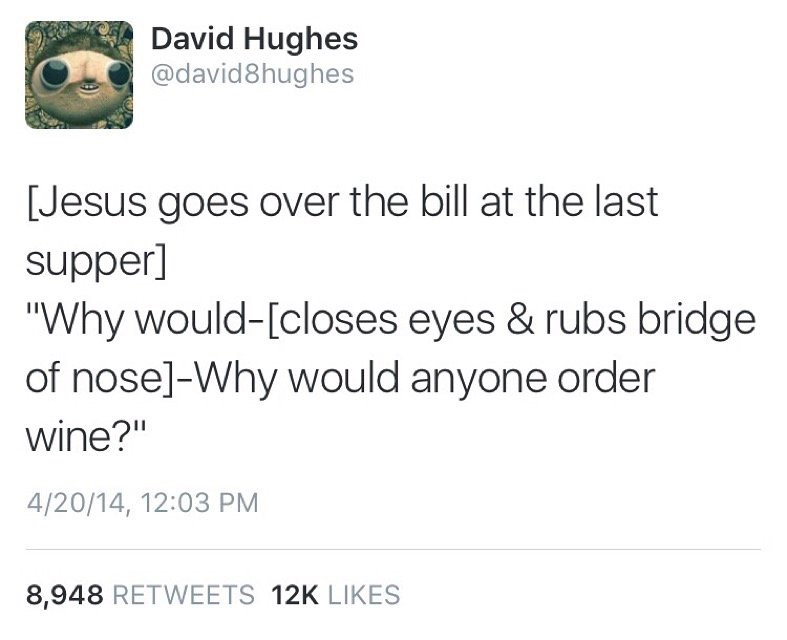 David Hughes
@david8hughes
[Jesus goes over the bill at the last
supper]
"Why would-[closes eyes & rubs bridge
of nose]-Why would anyone order
wine?"
4/20/14, 12:03 PM
8,948 RETWEETS 12K LIKES